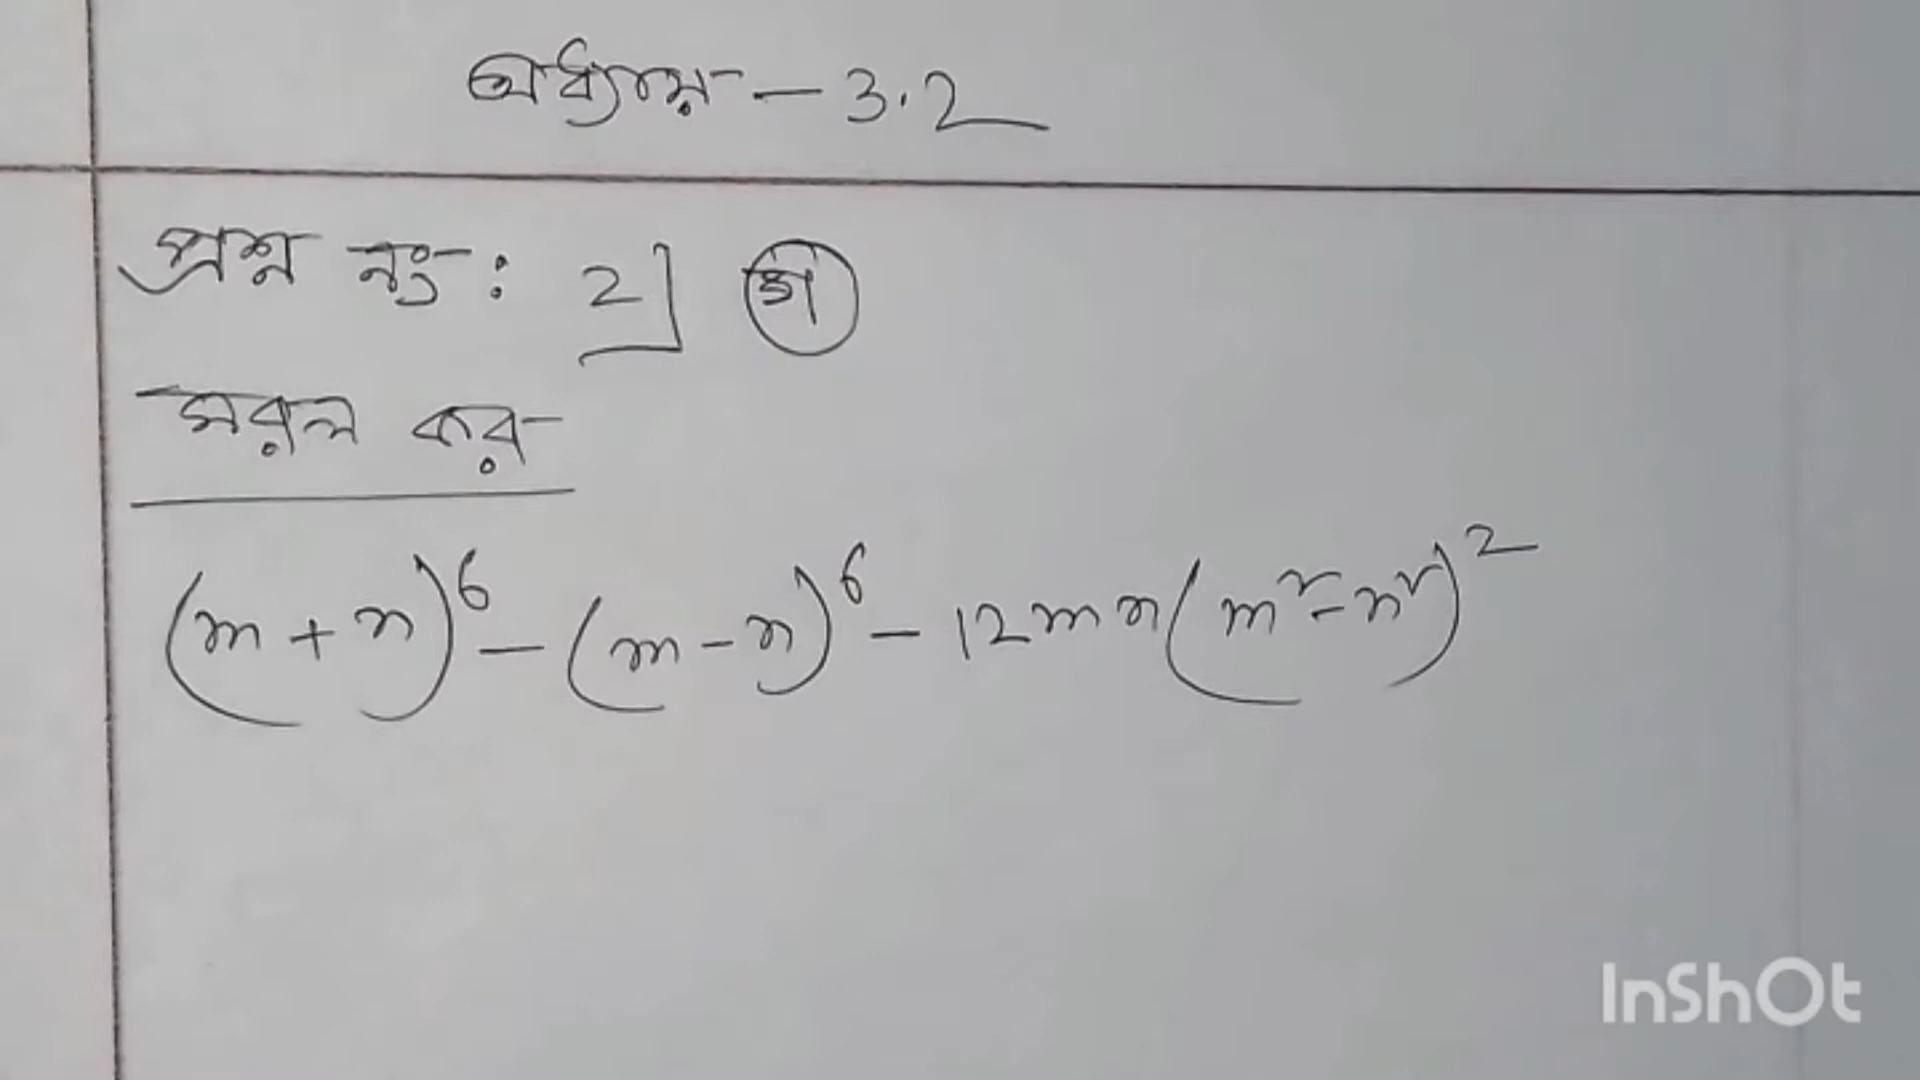 অধ্যায় – 3.2
প্রশ্ন নং : 2] গ
সরল কর
(m + n)⁶ – (m – n)⁶ – 12mn(m² – n²)²
InShOt